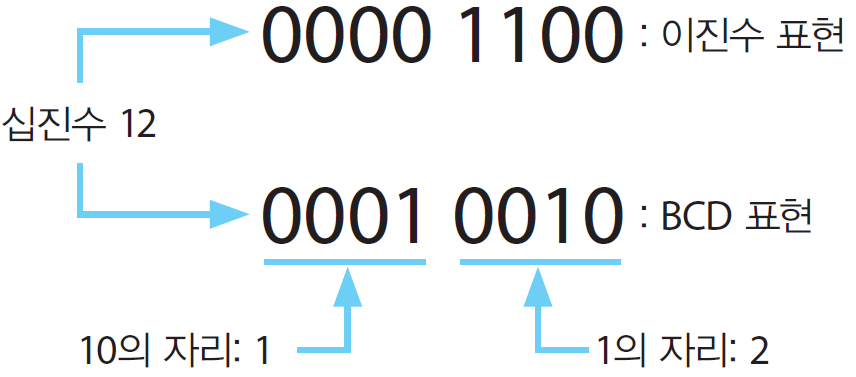 0000 1100 : 이진수 표현
십진수 12
0001 0010 : BCD 표현
10의 자리: 1
1의 자리: 2